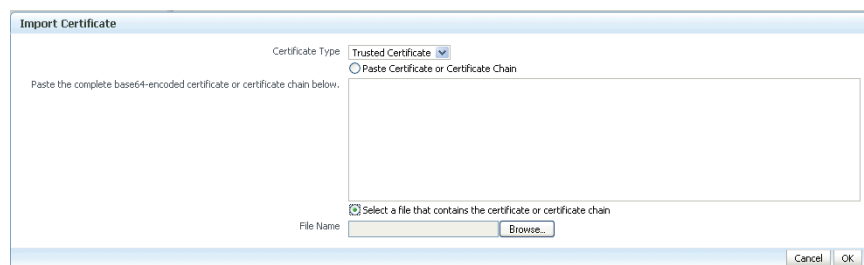 Import Certificate
Certificate Type Trusted Certificate
Paste Certificate or Certificate Chain
Paste the complete base64-encoded certificate or certificate chain below.
Select a file that contains the certificate or certificate chain
File Name Browse...
Cancel OK